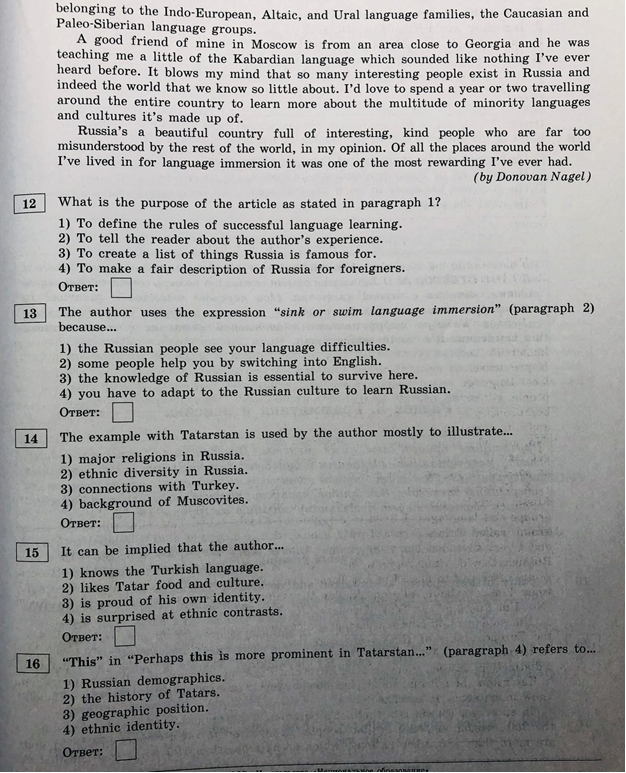 belonging to the Indo-European, Altaic, and Ural language families, the Caucasian and
Paleo-Siberian language groups.
A good friend of mine in Moscow is from an area close to Georgia and he was
teaching me a little of the Kabardian language which sounded like nothing I've ever
heard before. It blows my mind that so many interesting people exist in Russia and
indeed the world that we know so little about. I'd love to spend a year or two travelling
around the entire country to learn more about the multitude of minority languages
and cultures it's made up of.
Russia's a beautiful country full of interesting, kind people who are far too
misunderstood by the rest of the world, in my opinion. Of all the places around the world
I've lived in for language immersion it was one of the most rewarding I've ever had.
(by Donovan Nagel)
12 What is the purpose of the article as stated in paragraph 1?
1) To define the rules of successful language learning.
2) To tell the reader about the author's experience.
3) To create a list of things Russia is famous for.
4) To make a fair description of Russia for foreigners.
Ответ:
13 The author uses the expression “sink or swim language immersion” (paragraph 2)
because...
1) the Russian people see your language difficulties.
2) some people help you by switching into English.
3) the knowledge of Russian is essential to survive here.
4) you have to adapt to the Russian culture to learn Russian.
Ответ:
14 The example with Tatarstan is used by the author mostly to illustrate...
1) major religions in Russia.
2) ethnic diversity in Russia.
3) connections with Turkey.
4) background of Muscovites.
Ответ:
15 It can be implied that the author...
1) knows the Turkish language.
2) likes Tatar food and culture.
3) is proud of his own identity.
4) is surprised at ethnic contrasts.
Ответ:
16 “This” in “Perhaps this is more prominent in Tatarstan...” (paragraph 4) refers to...
1) Russian demographics.
2) the history of Tatars.
3) geographic position.
4) ethnic identity.
Ответ:
«Национальное образование»